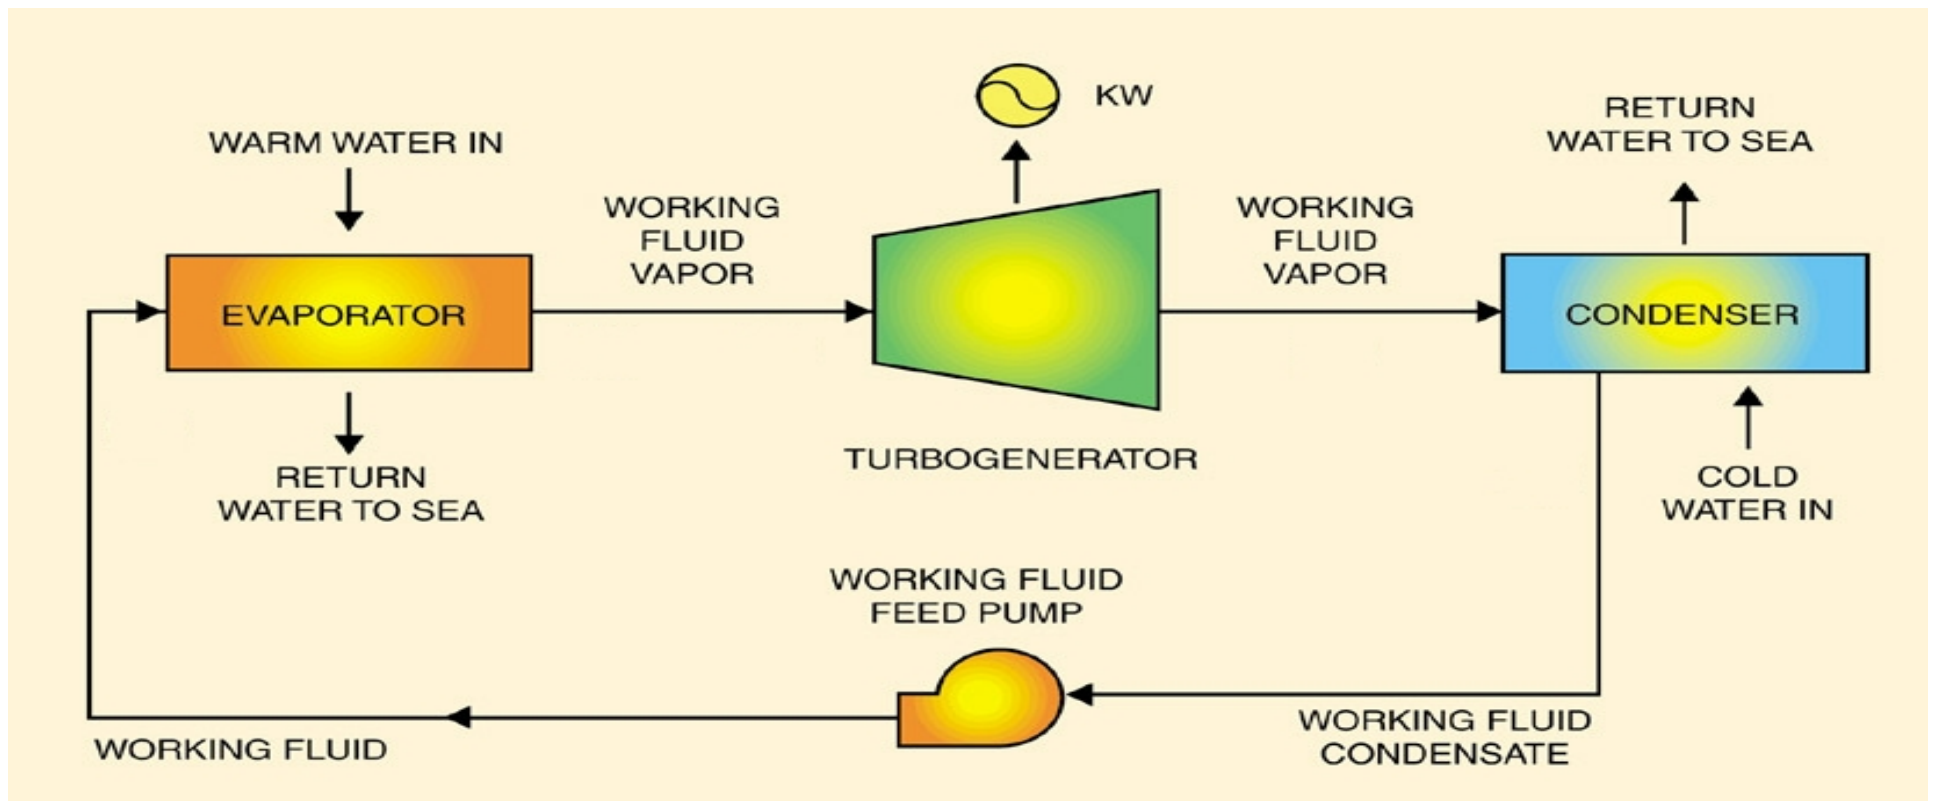 KW
RETURN
WATER TO SEA
WARM WATER IN
WORKING
FLUID
VAPOR
WORKING
FLUID
VAPOR
EVAPORATOR
CONDENSER
TURBOGENERATOR
RETURN
WATER TO SEA
COLD
WATER IN
WORKING FLUID
FEED PUMP
WORKING FLUID
WORKING FLUID
CONDENSATE